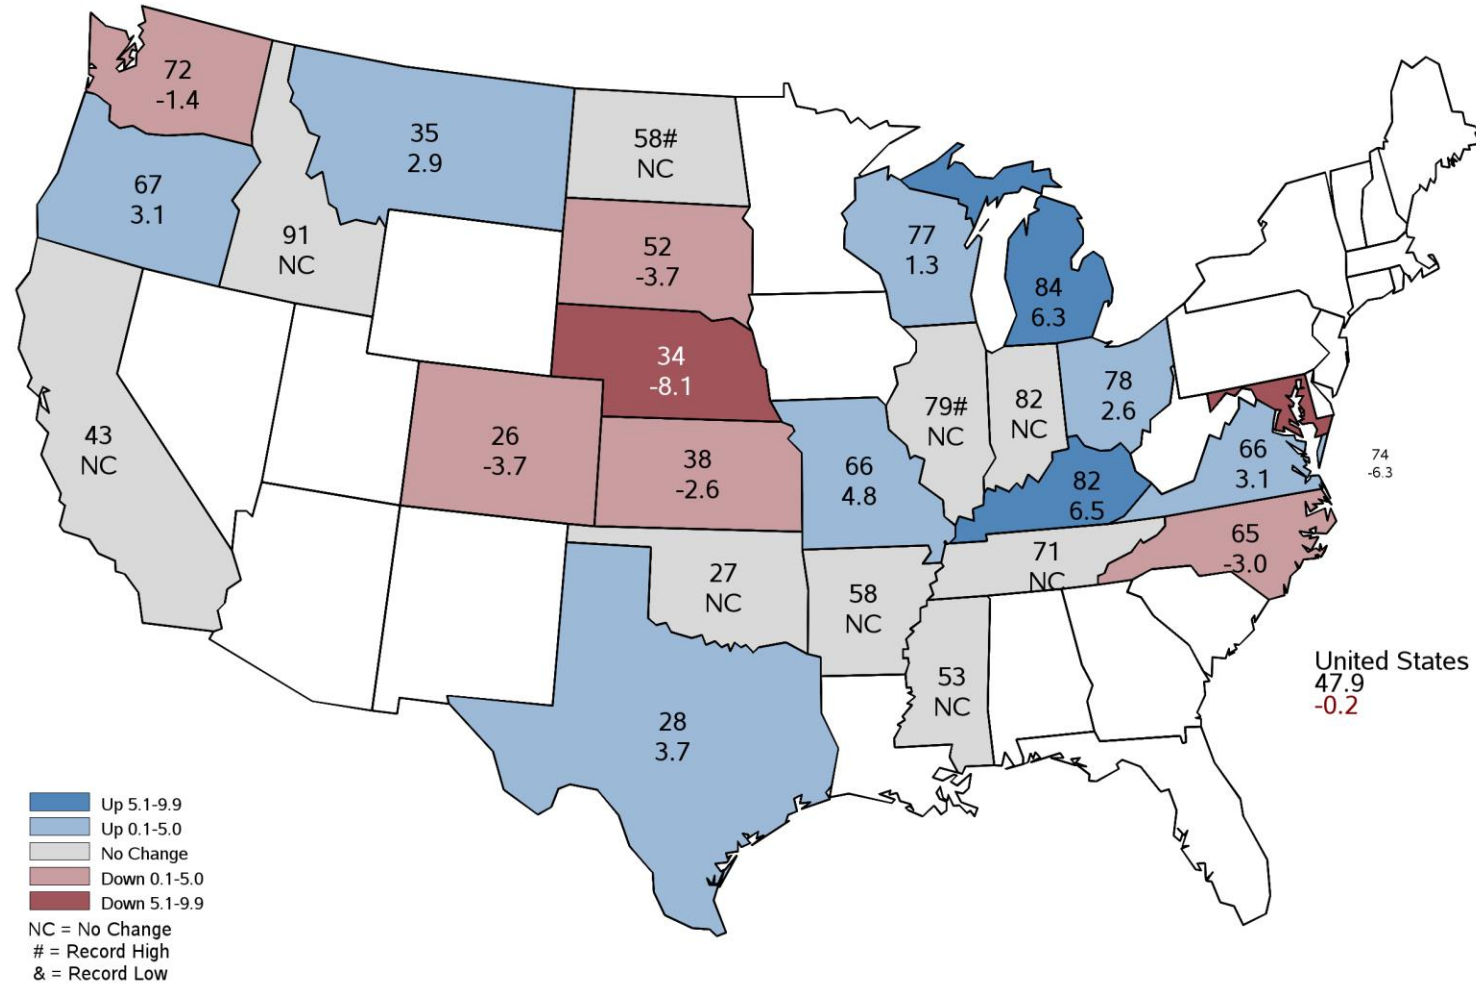 72
-1.4
35
2.9
58#
NC
67
3.1
91
NC
52
-3.7
77
1.3
84
6.3
34
-8.1
43
NC
26
-3.7
38
-2.6
66
4.8
79#
NC
82
NC
78
2.6
82
6.5
66
3.1
74
-6.3
27
NC
58
NC
71
NC
65
-3.0
53
NC
28
3.7
United States
47.9
-0.2
Up 5.1-9.9
Up 0.1-5.0
No Change
Down 0.1-5.0
Down 5.1-9.9
NC = No Change
# = Record High
& = Record Low